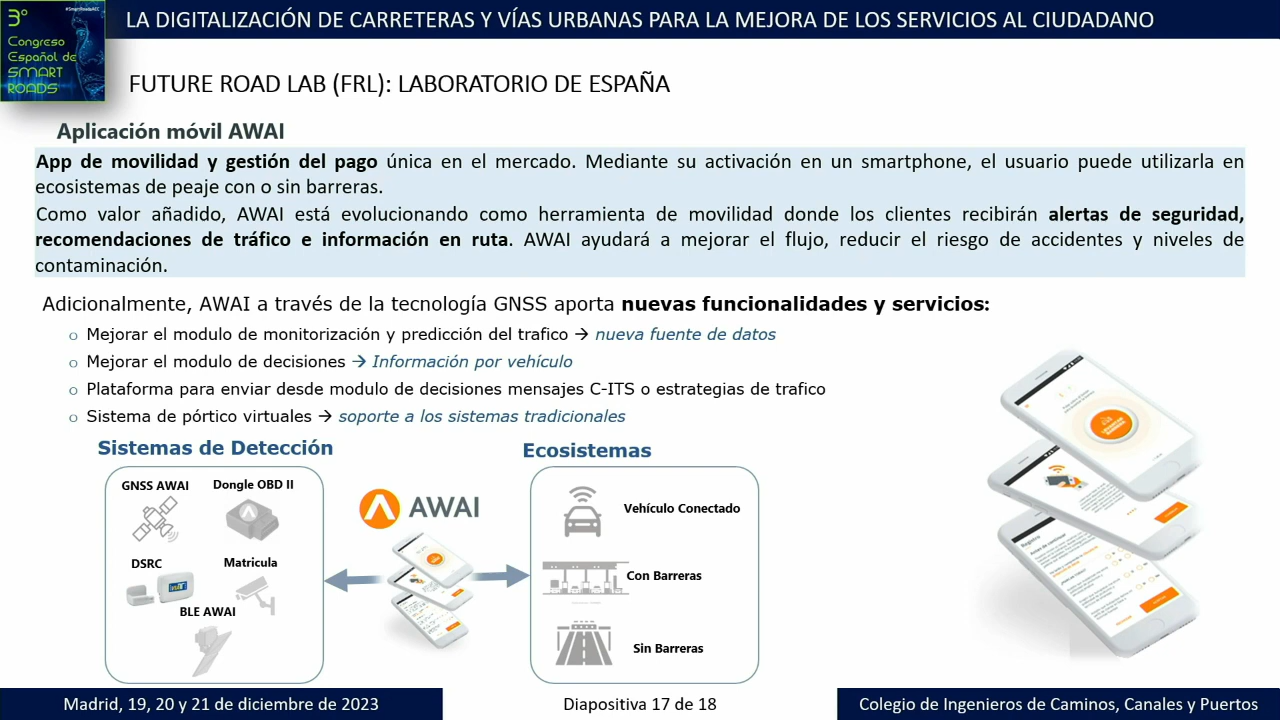 3º
Congreso
Español de
SMART
ROADS
LA DIGITALIZACIÓN DE CARRETERAS Y VÍAS URBANAS PARA LA MEJORA DE LOS SERVICIOS AL CIUDADANO
FUTURE ROAD LAB (FRL): LABORATORIO DE ESPAÑA
Aplicación móvil AWAI
App de movilidad y gestión del pago única en el mercado. Mediante su activación en un smartphone, el usuario puede utilizarla en
ecosistemas de peaje con o sin barreras.
Como valor añadido, AWAI está evolucionando como herramienta de movilidad donde los clientes recibirán alertas de seguridad,
recomendaciones de tráfico e información en ruta. AWAI ayudará a mejorar el flujo, reducir el riesgo de accidentes y niveles de
contaminación.
Adicionalmente, AWAI a través de la tecnología GNSS aporta nuevas funcionalidades y servicios:
o Mejorar el modulo de monitorización y predicción del trafico → nueva fuente de datos
o Mejorar el modulo de decisiones → Información por vehículo
o Plataforma para enviar desde modulo de decisiones mensajes C-ITS o estrategias de trafico
o Sistema de pórtico virtuales → soporte a los sistemas tradicionales
Sistemas de Detección
GNSS AWAI
Dongle OBD II
DSRC
Matricula
BLE AWAI
AWAI
Ecosistemas
Vehículo Conectado
Con Barreras
Sin Barreras
Registro
Madrid, 19, 20 y 21 de diciembre de 2023
Diapositiva 17 de 18
Colegio de Ingenieros de Caminos, Canales y Puertos